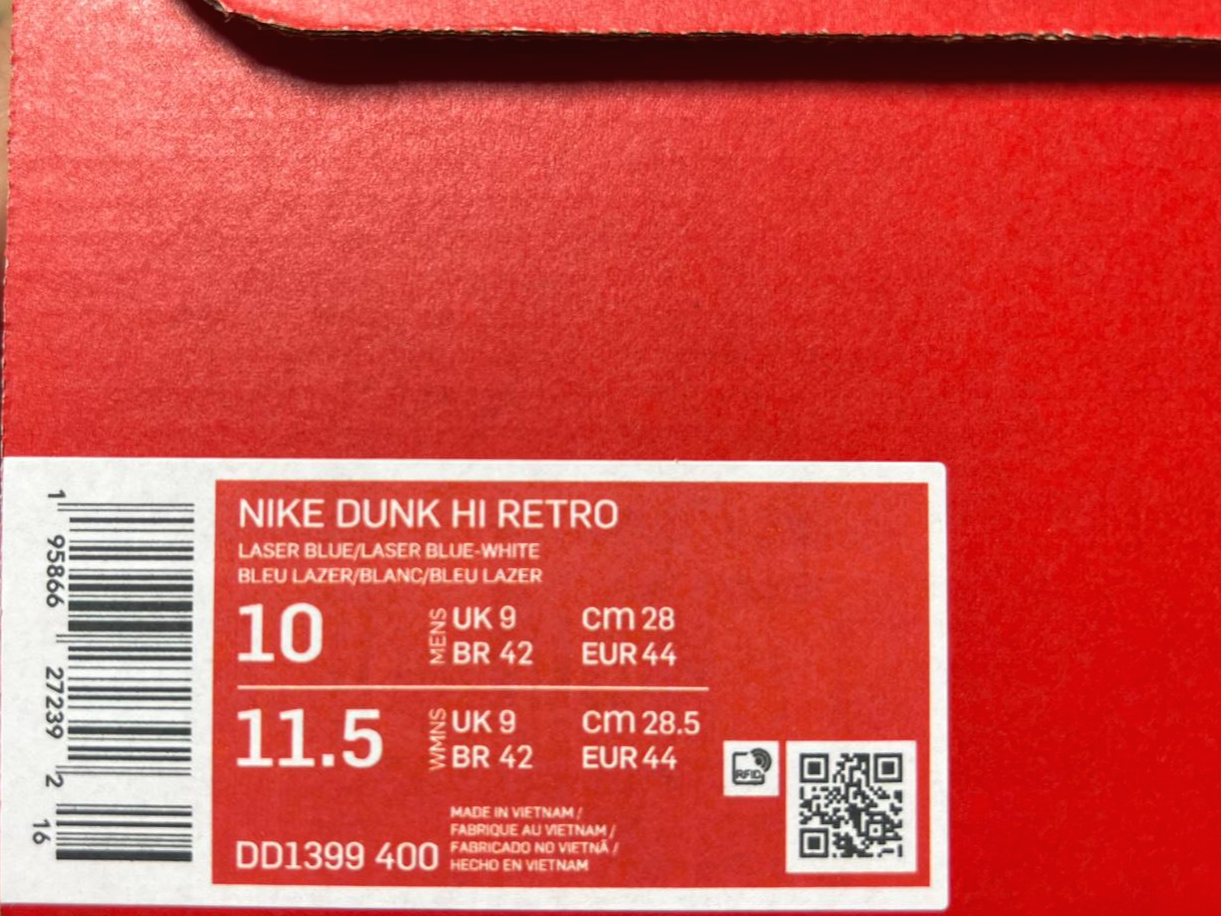 NIKE DUNK HI RETRO
LASER BLUE/LASER BLUE-WHITE
BLEU LAZER/BLANC/BLEU LAZER
10 MENS UK 9 cm 28
BR 42 EUR 44
11.5 WMNS UK 9 cm 28.5
BR 42 EUR 44
RFID
MADE IN VIETNAM /
FABRIQUE AU VIETNAM /
FABRICADO NO VIETNÃ /
HECHO EN VIETNAM
DD1399 400
1 95866 27239 2 16